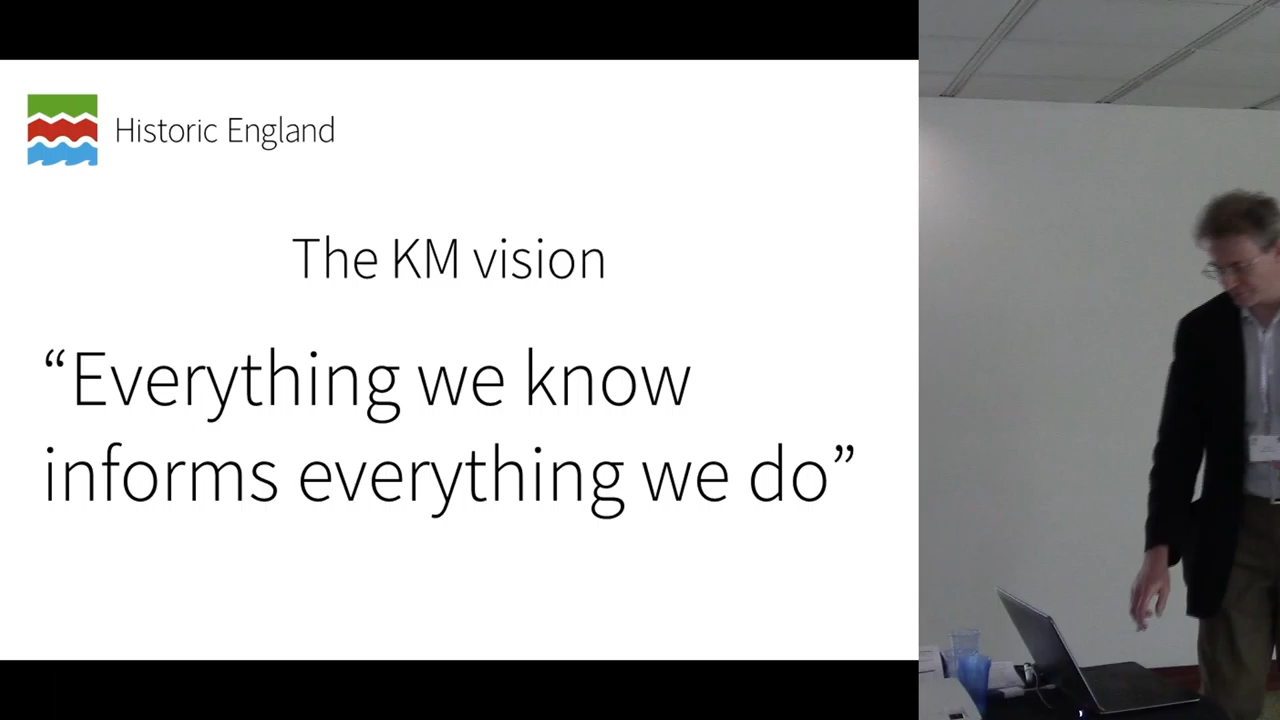 Historic England
The KM vision
“Everything we know
informs everything we do”